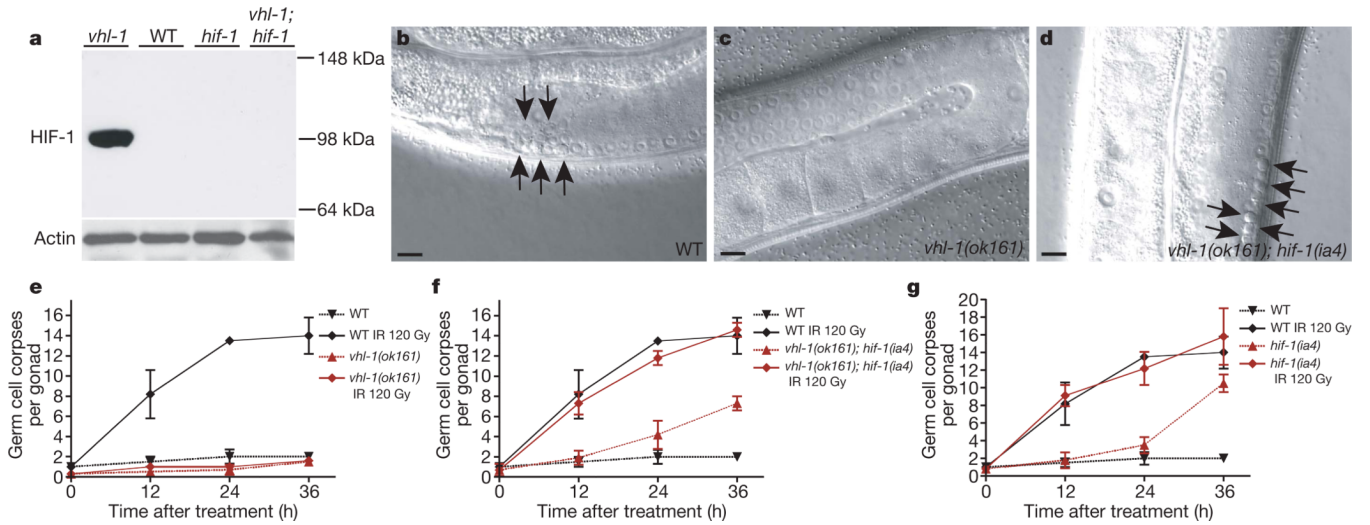 a
vhl-1
WT
hif-1
vhl-1;
hif-1
148 kDa
HIF-1
98 kDa
64 kDa
Actin
b
WT
c
vhl-1(ok161)
d
vhl-1(ok161); hif-1(ia4)
e
Germ cell corpses
per gonad
16
14
12
10
8
6
4
2
0
0
12
24
36
Time after treatment (h)
WT
WT IR 120 Gy
vhl-1(ok161)
vhl-1(ok161)
IR 120 Gy
f
Germ cell corpses
per gonad
16
14
12
10
8
6
4
2
0
0
12
24
36
Time after treatment (h)
WT
WT IR 120 Gy
vhl-1(ok161); hif-1(ia4)
vhl-1(ok161); hif-1(ia4)
IR 120 Gy
g
Germ cell corpses
per gonad
20
18
16
14
12
10
8
6
4
2
0
0
12
24
36
Time after treatment (h)
WT
WT IR 120 Gy
hif-1(ia4)
hif-1(ia4)
IR 120 Gy